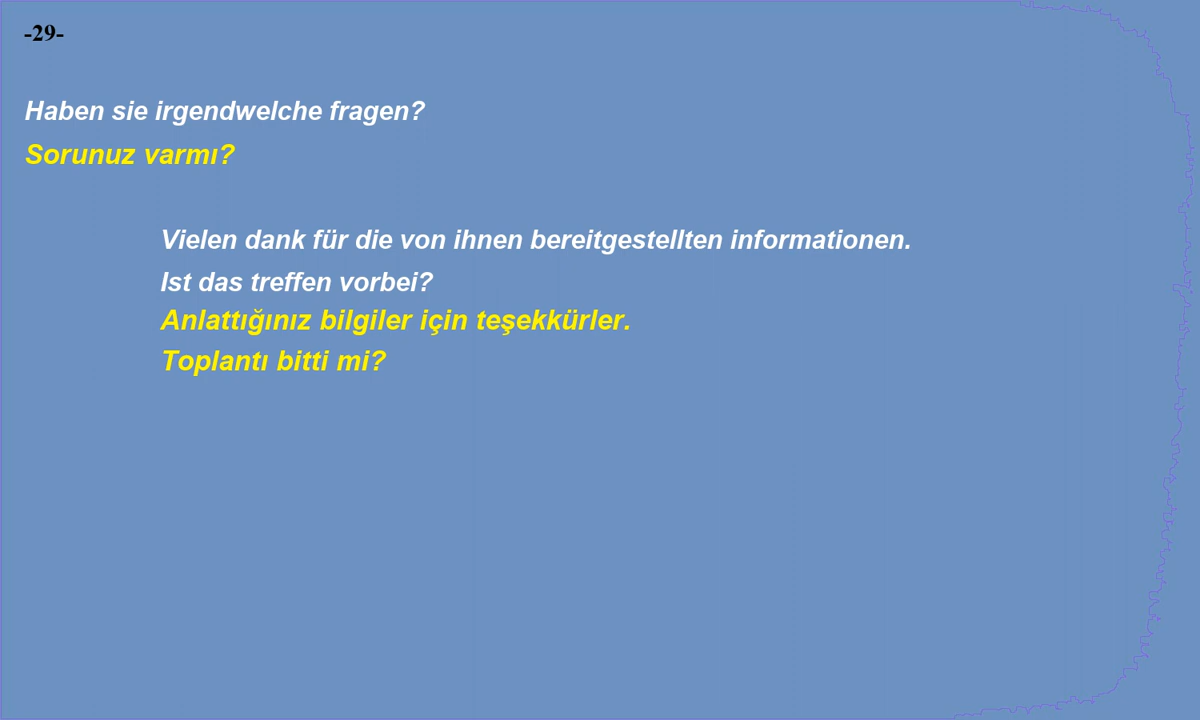 -29-
Haben sie irgendwelche fragen?
Sorunuz varmı?
Vielen dank für die von ihnen bereitgestellten informationen.
Ist das treffen vorbei?
Anlattığınız bilgiler için teşekkürler.
Toplantı bitti mi?